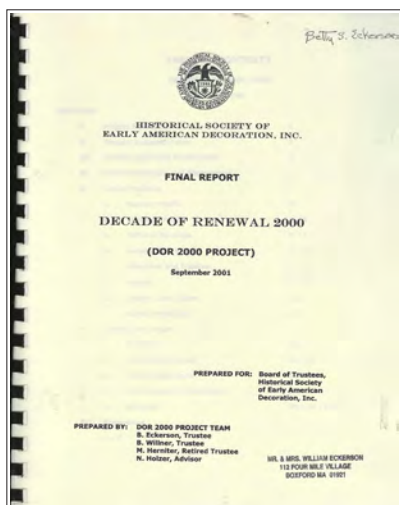 Betty S. Eckerson
HISTORICAL SOCIETY OF
EARLY AMERICAN DECORATION, INC.
FINAL REPORT
DECADE OF RENEWAL 2000
(DOR 2000 PROJECT)
September 2001
PREPARED FOR: Board of Trustees,
Historical Society
of Early American
Decoration, Inc.
PREPARED BY: DOR 2000 PROJECT TEAM
B. Eckerson, Trustee
B. Willner, Trustee
M. Herniter, Retired Trustee
N. Holzer, Advisor
MR. & MRS. WILLIAM ECKERSON
112 FOUR MILE VILLAGE
BOXFORD MA 01921